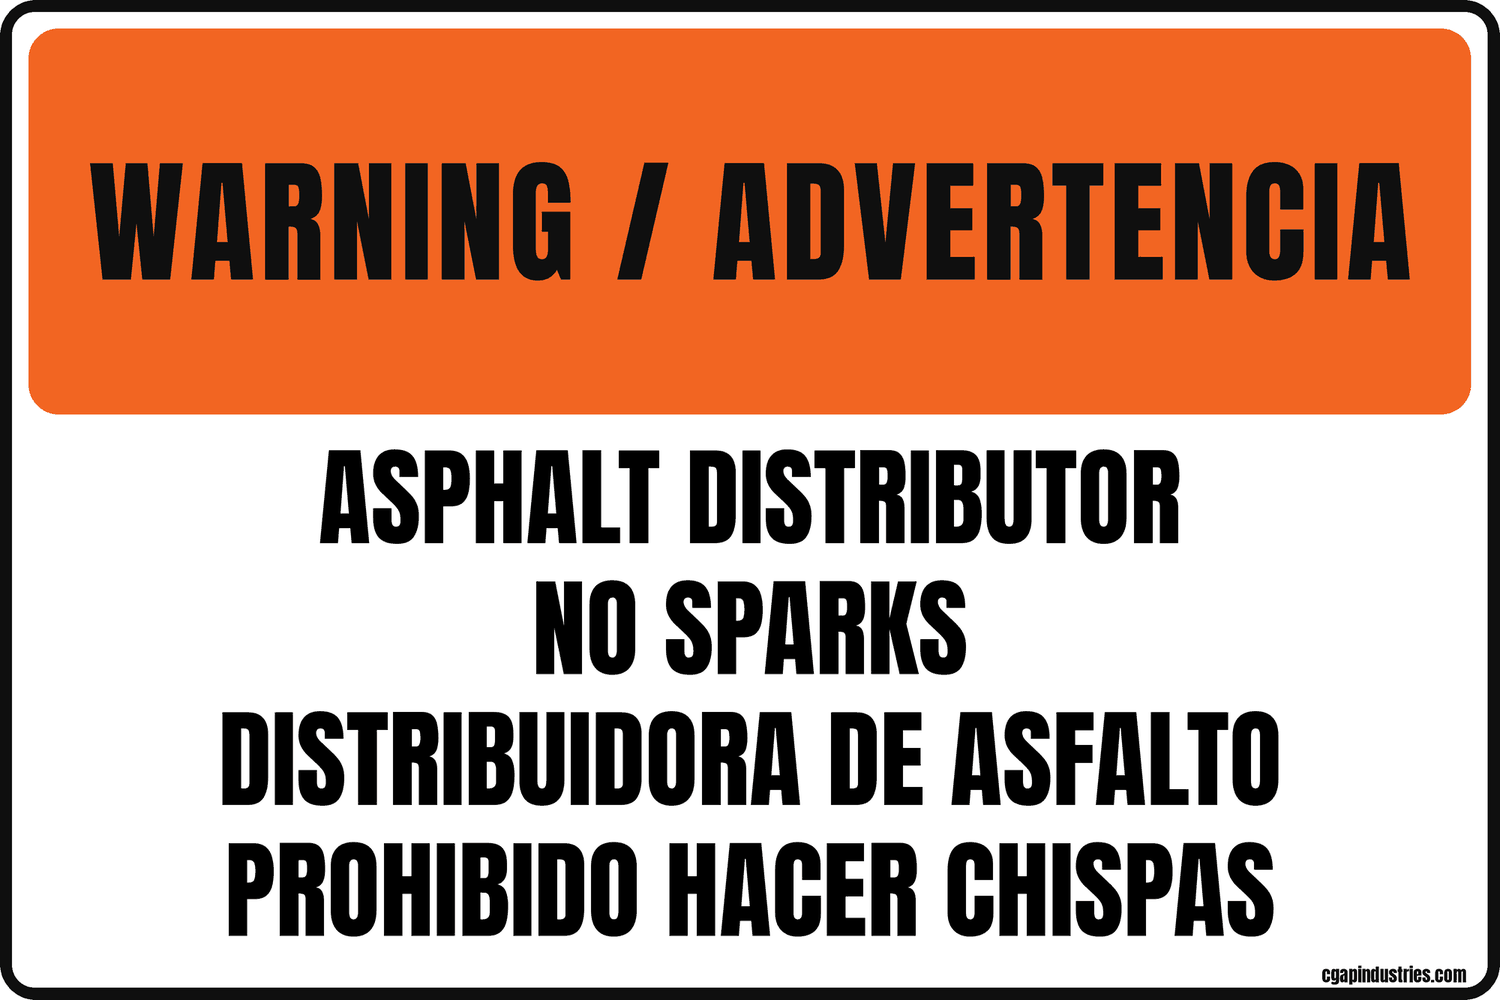 WARNING / ADVERTENCIA
ASPHALT DISTRIBUTOR
NO SPARKS
DISTRIBUIDORA DE ASFALTO
PROHIBIDO HACER CHISPAS
cgapindustries.com